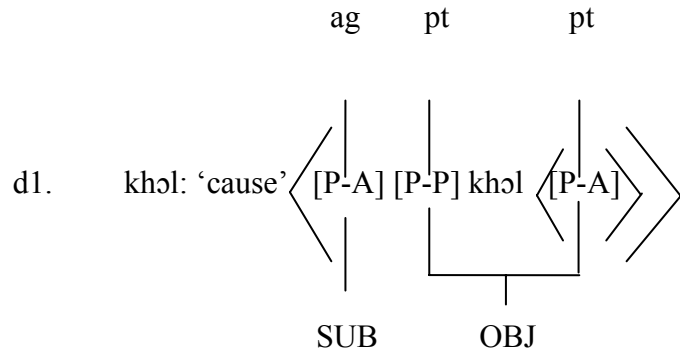 ag pt pt
d1. khɔl: ‘cause’ [P-A] [P-P] khɔl [P-A]
SUB OBJ